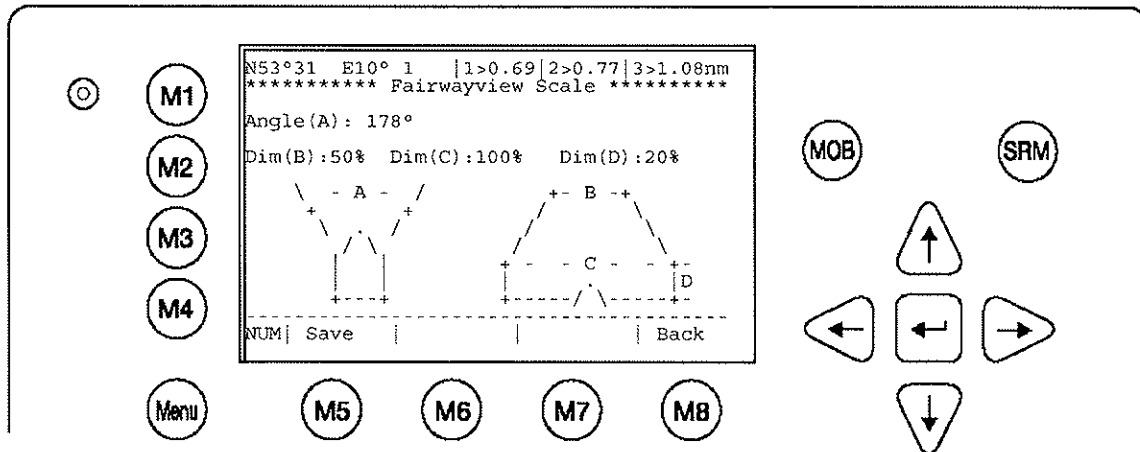 N53°31 E10° 1 |1>0.69|2>0.77|3>1.08nm
*********** Fairwayview Scale **********
Angle(A): 178°
Dim(B):50% Dim(C):100% Dim(D):20%
A
B
C
D
NUM| Save | | | Back
M1
M2
M3
M4
Menu
M5
M6
M7
M8
MOB
SRM